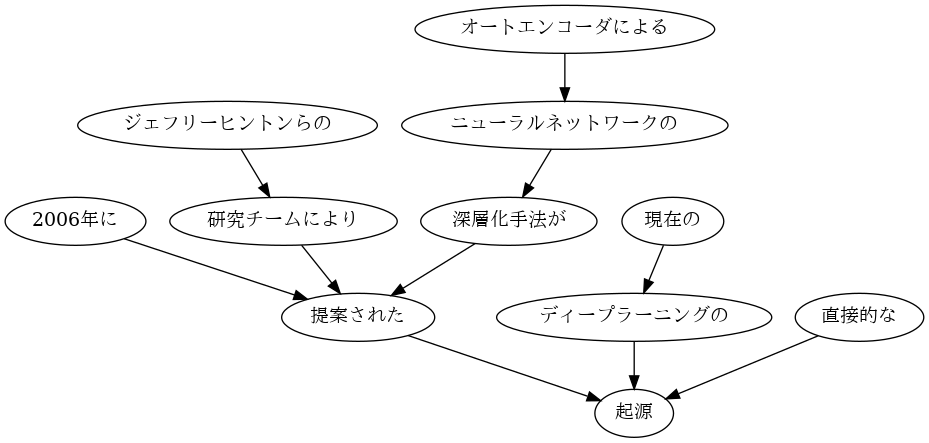 オートエンコーダによる
ジェフリーヒントンらの
ニューラルネットワークの
2006年に
研究チームにより
深層化手法が
現在の
提案された
ディープラーニングの
直接的な
起源